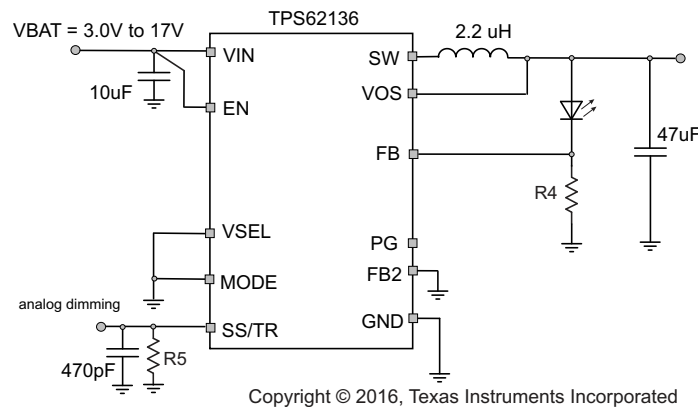 TPS62136
VBAT = 3.0V to 17V
2.2 uH
VIN
SW
10uF
VOS
EN
FB
47uF
R4
VSEL
PG
MODE
FB2
analog dimming
SS/TR
GND
470pF
R5
Copyright © 2016, Texas Instruments Incorporated